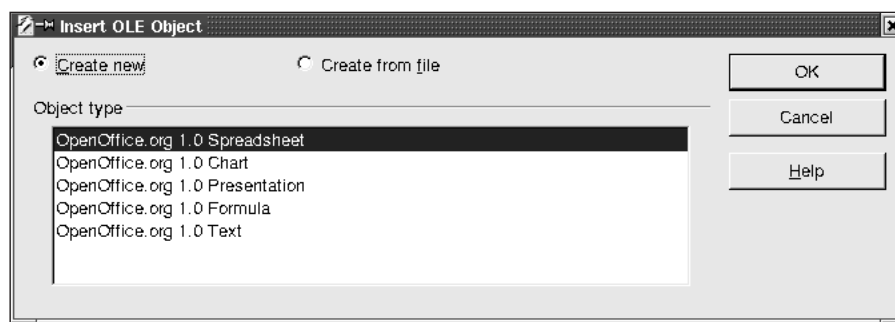 Insert OLE Object
Create new
Create from file
OK
Object type
Cancel
OpenOffice.org 1.0 Spreadsheet
OpenOffice.org 1.0 Chart
Help
OpenOffice.org 1.0 Presentation
OpenOffice.org 1.0 Formula
OpenOffice.org 1.0 Text